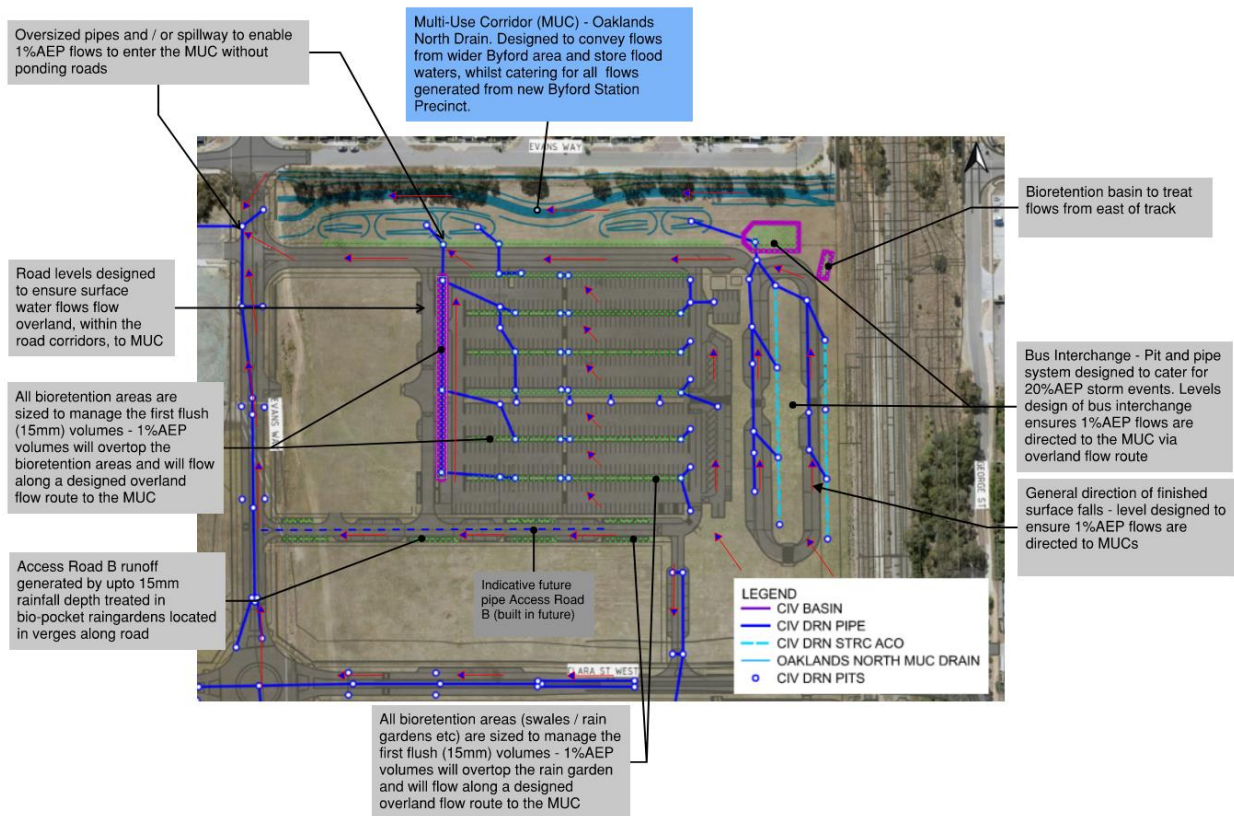 Oversized pipes and / or spillway to enable
1%AEP flows to enter the MUC without
ponding roads
Multi-Use Corridor (MUC) - Oaklands
North Drain. Designed to convey flows
from wider Byford area and store flood
waters, whilst catering for all flows
generated from new Byford Station
Precinct.
EVANS WAY
Bioretention basin to treat
flows from east of track
Road levels designed
to ensure surface
water flows flow
overland, within the
road corridors, to MUC
Bus Interchange - Pit and pipe
system designed to cater for
20%AEP storm events. Levels
design of bus interchange
ensures 1%AEP flows are
directed to the MUC via
overland flow route
All bioretention areas are
sized to manage the first flush
(15mm) volumes - 1%AEP
volumes will overtop the
bioretention areas and will flow
along a designed overland
flow route to the MUC
EVANS WAY
GEORGE ST
General direction of finished
surface falls - level designed to
ensure 1%AEP flows are
directed to MUCs
Access Road B runoff
generated by upto 15mm
rainfall depth treated in
bio-pocket raingardens located
in verges along road
Indicative future
pipe Access Road
B (built in future)
LEGEND
CIV BASIN
CIV DRN PIPE
CIV DRN STRC ACO
OAKLANDS NORTH MUC DRAIN
CIV DRN PITS
CLARA ST WEST
All bioretention areas (swales / rain
gardens etc) are sized to manage the
first flush (15mm) volumes - 1%AEP
volumes will overtop the rain garden
and will flow along a designed
overland flow route to the MUC